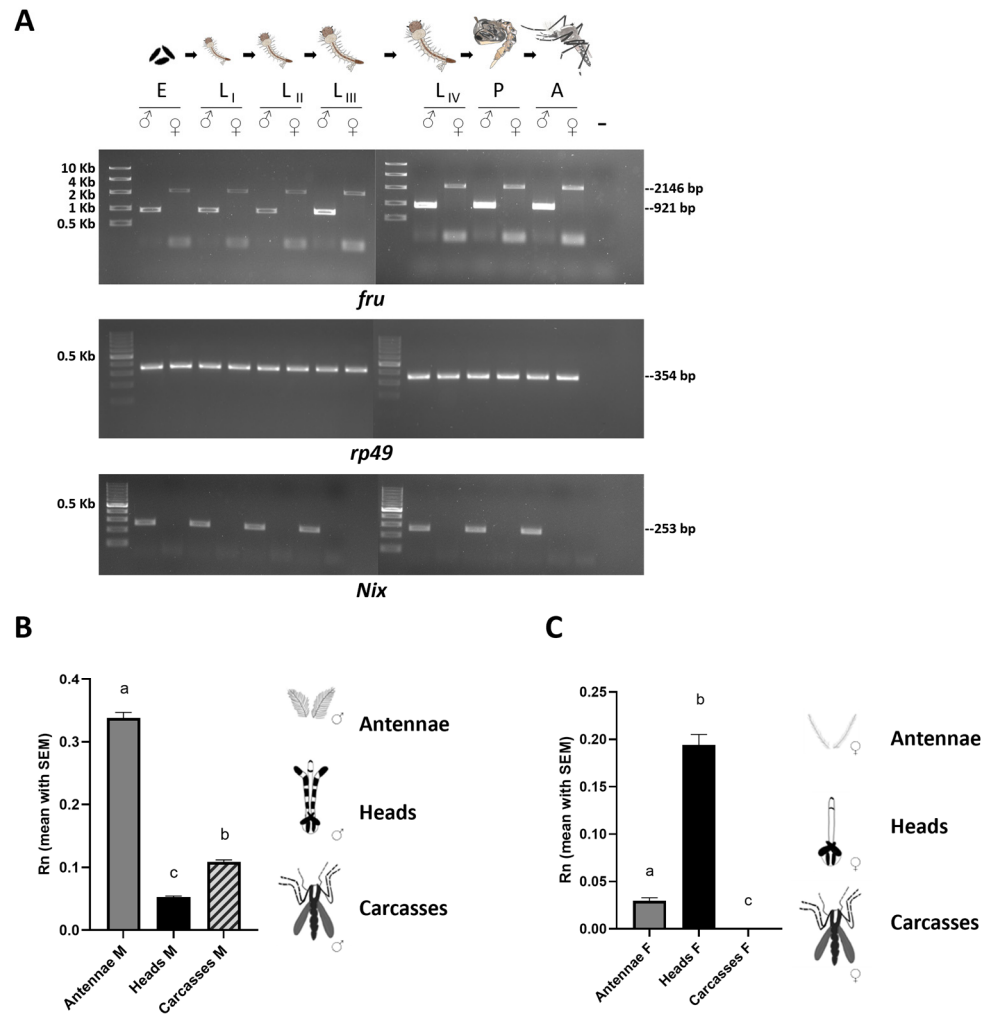 A
E L I L II L III L IV P A
♂ ♀ ♂ ♀ ♂ ♀ ♂ ♀ ♂ ♀ ♂ ♀ ♂ ♀ –
10 Kb
4 Kb
2 Kb
1 Kb
0.5 Kb
--2146 bp
--921 bp
fru
0.5 Kb
--354 bp
rp49
0.5 Kb
--253 bp
Nix
B
Rn (mean with SEM)
0.4
0.3
0.2
0.1
0.0
a
c
b
Antennae M
Heads M
Carcasses M
♂
Antennae
♂
Heads
♂
Carcasses
C
Rn (mean with SEM)
0.25
0.20
0.15
0.10
0.05
0.00
a
b
c
Antennae F
Heads F
Carcasses F
♀
Antennae
♀
Heads
♀
Carcasses